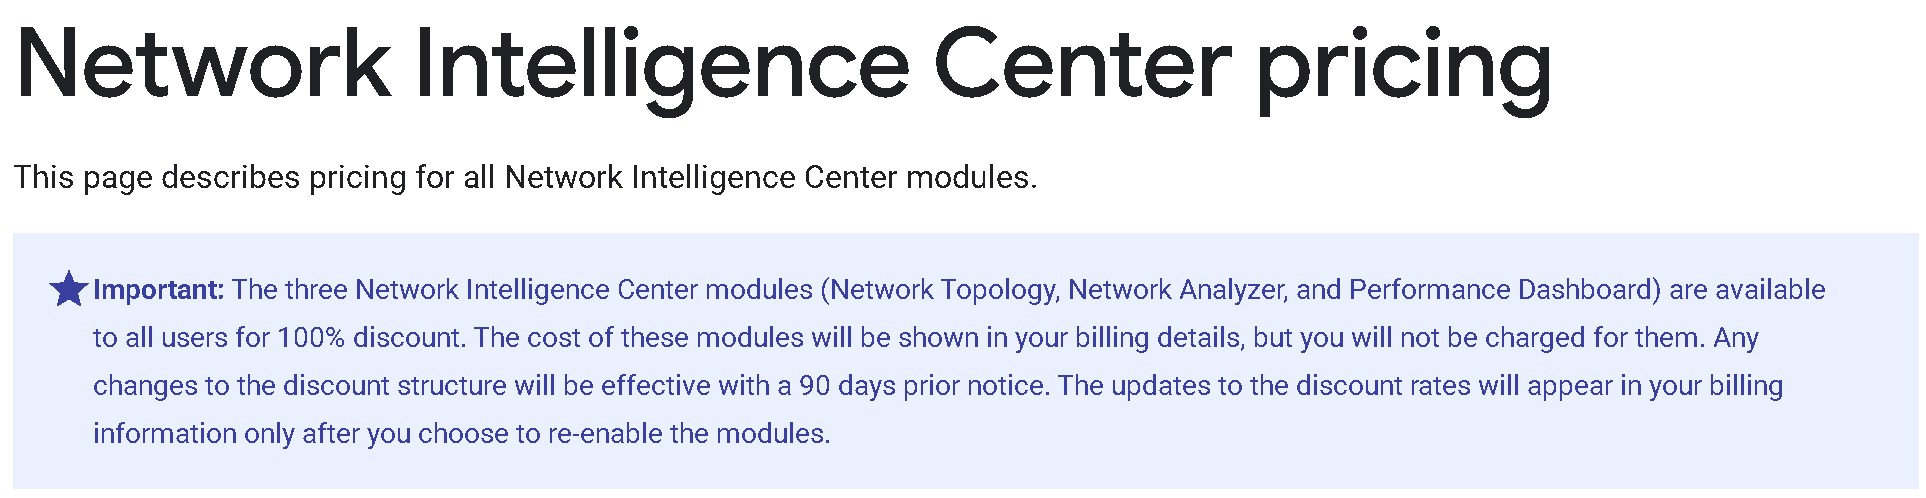 Network Intelligence Center pricing
This page describes pricing for all Network Intelligence Center modules.
Important: The three Network Intelligence Center modules (Network Topology, Network Analyzer, and Performance Dashboard) are available
to all users for 100% discount. The cost of these modules will be shown in your billing details, but you will not be charged for them. Any
changes to the discount structure will be effective with a 90 days prior notice. The updates to the discount rates will appear in your billing
information only after you choose to re-enable the modules.